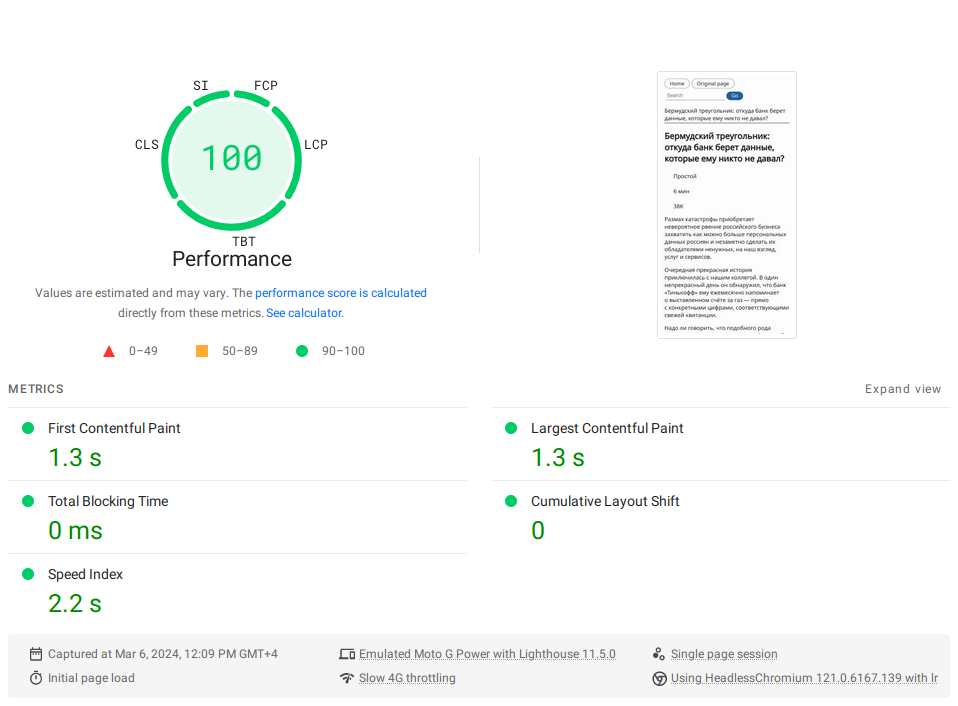 SI
FCP
CLS
LCP
100
TBT
Performance
Values are estimated and may vary. The performance score is calculated
directly from these metrics. See calculator.
0–49
50–89
90–100
Home
Original page
Search
Go
Бермудский треугольник: откуда банк берет
данные, которые ему никто не давал?
Бермудский треугольник:
откуда банк берет данные,
которые ему никто не давал?
Простой
6 мин
38K
Размах катастрофы приобретает
невероятное рвение российского бизнеса
захватить как можно больше персональных
данных россиян и незаметно сделать их
обладателями ненужных, на наш взгляд,
услуг и сервисов.
Очередная прекрасная история
приключилась с нашим коллегой. В один
непрекрасный день он обнаружил, что банк
«Тинькофф» ему ежемесячно напоминает
о выставленном счёте за газ — прямо
с конкретными цифрами, соответствующими
свежей квитанции.
Надо ли говорить, что подобного рода
METRICS
Expand view
First Contentful Paint
1.3 s
Largest Contentful Paint
1.3 s
Total Blocking Time
0 ms
Cumulative Layout Shift
0
Speed Index
2.2 s
Captured at Mar 6, 2024, 12:09 PM GMT+4
Emulated Moto G Power with Lighthouse 11.5.0
Single page session
Initial page load
Slow 4G throttling
Using HeadlessChromium 121.0.6167.139 with lr